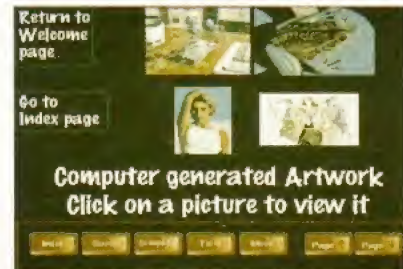 Return to
Welcome
page
Go to
Index page
Computer generated Artwork
Click on a picture to view it
Page
Page